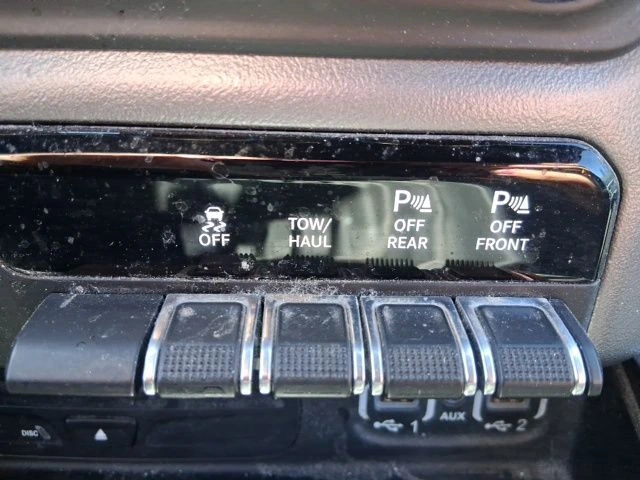 OFF
TOW/
HAUL
P
OFF
REAR
P
OFF
FRONT
DISC
1
AUX
2